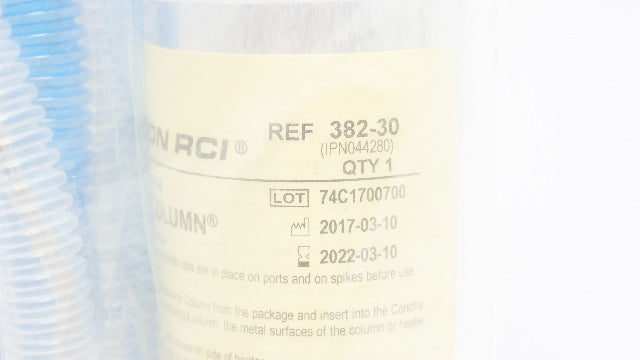 ON RCI®
REF 382-30
(IPN044280)
QTY 1
LOT 74C1700700
OLUMN®
2017-03-10
2022-03-10
caps are in place on ports and on spikes before use
Column from the package and insert into the Concha
a column, the metal surfaces of the column or heater